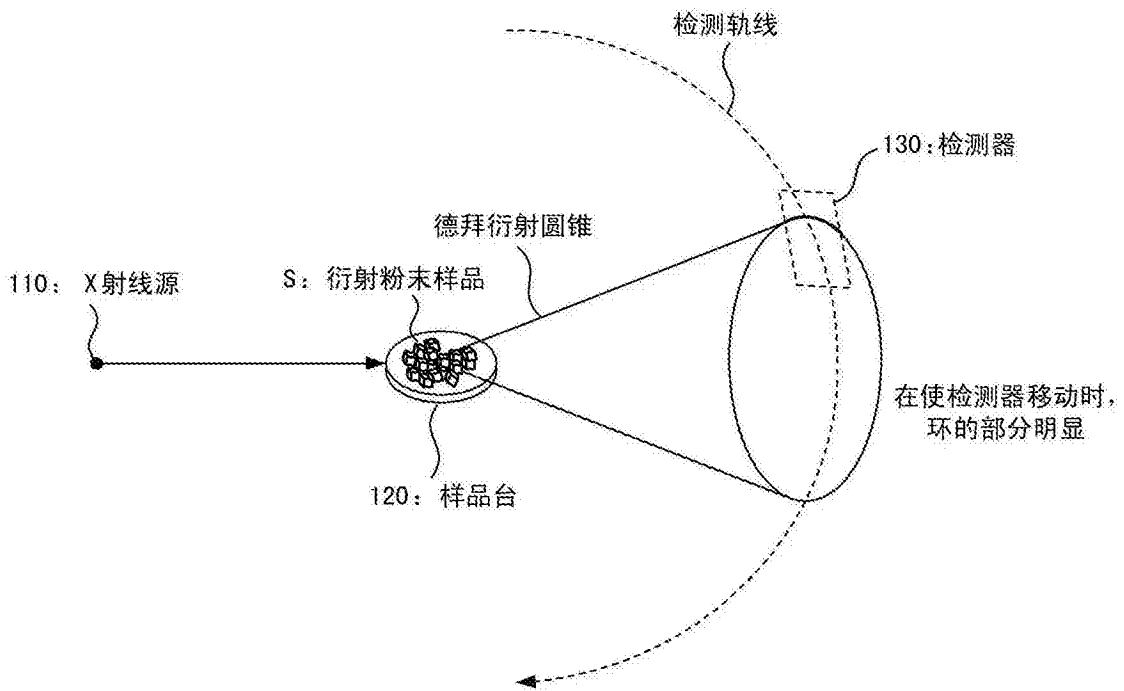 检测轨线
130:检测器
德拜衍射圆锥
S: 衍射粉末样品
110: X射线源
在使检测器移动时,
环的部分明显
120: 样品台